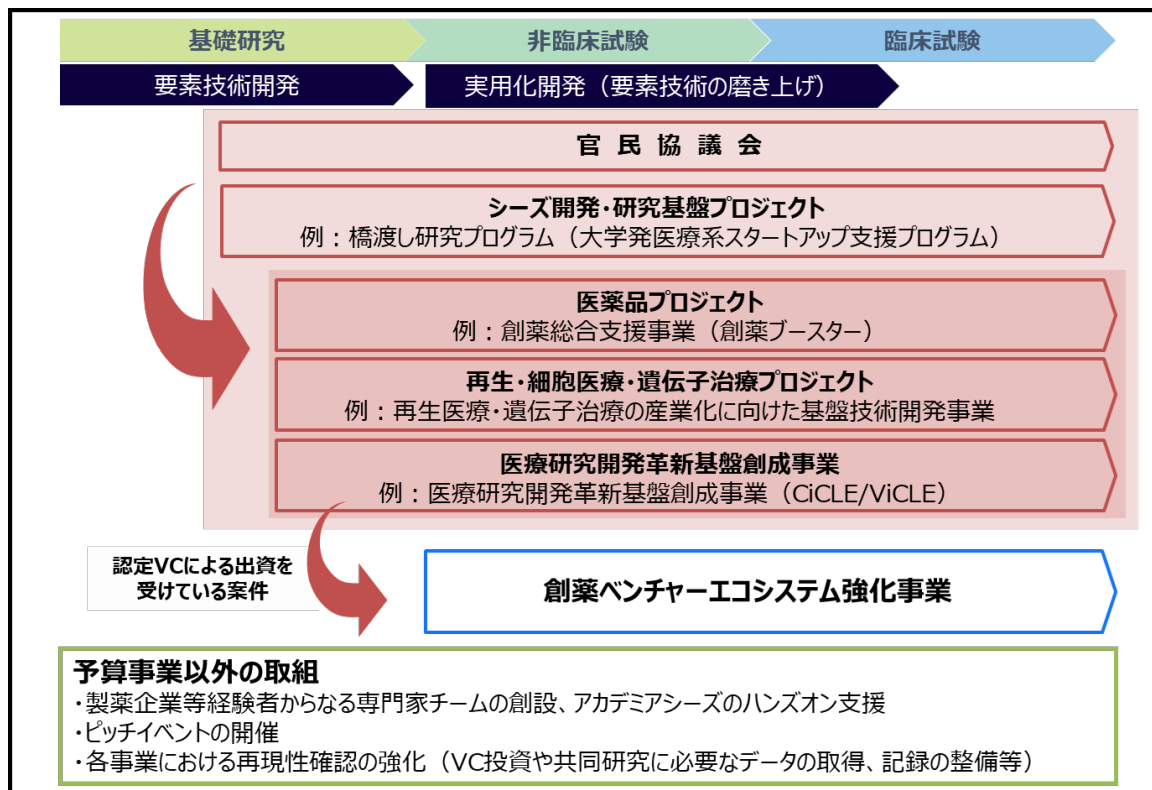 基礎研究
非臨床試験
臨床試験
要素技術開発
実用化開発（要素技術の磨き上げ）
官民協議会
シーズ開発・研究基盤プロジェクト
例：橋渡し研究プログラム（大学発医療系スタートアップ支援プログラム）
医薬品プロジェクト
例：創薬総合支援事業（創薬ブースター）
再生・細胞医療・遺伝子治療プロジェクト
例：再生医療・遺伝子治療の産業化に向けた基盤技術開発事業
医療研究開発革新基盤創成事業
例：医療研究開発革新基盤創成事業（CiCLE/ViCLE）
認定VCによる出資を
受けている案件
創薬ベンチャーエコシステム強化事業
予算事業以外の取組
・製薬企業等経験者からなる専門家チームの創設、アカデミアシーズのハンズオン支援
・ピッチイベントの開催
・各事業における再現性確認の強化（VC投資や共同研究に必要なデータの取得、記録の整備等）